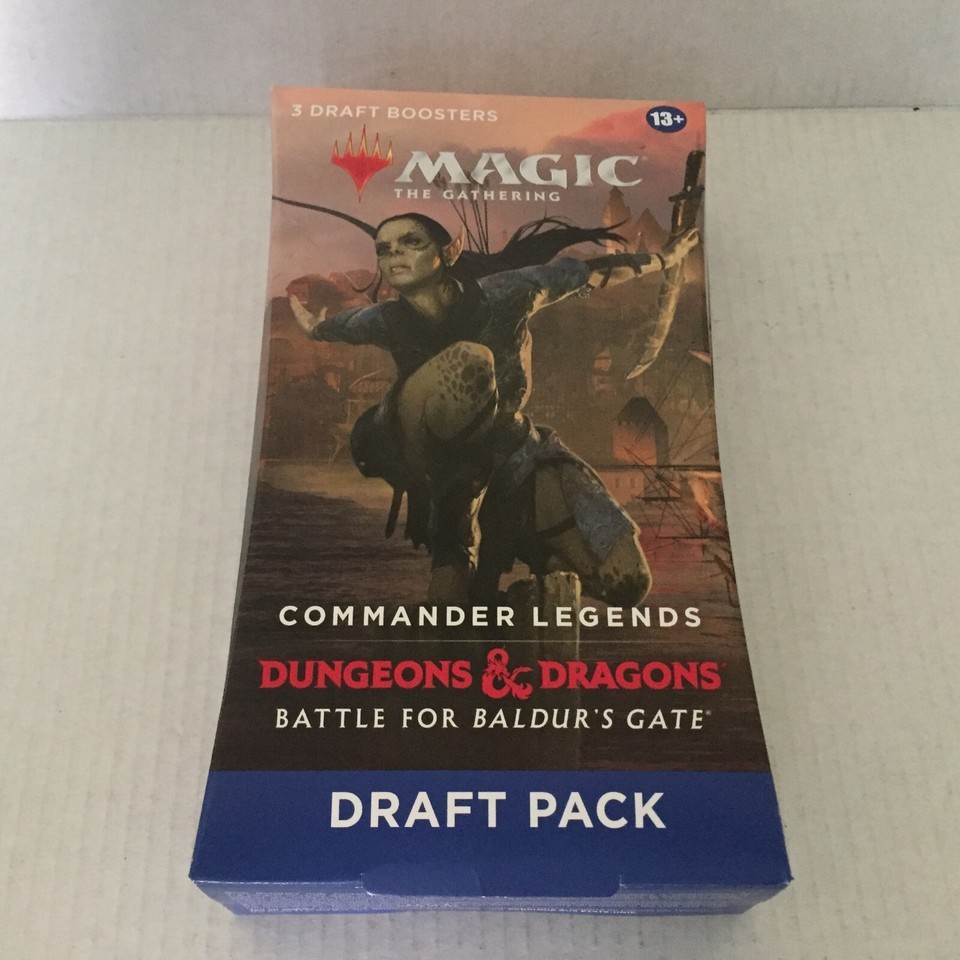 3 DRAFT BOOSTERS
13+
MAGIC
THE GATHERING
COMMANDER LEGENDS
DUNGEONS & DRAGONS
BATTLE FOR BALDUR'S GATE
DRAFT PACK